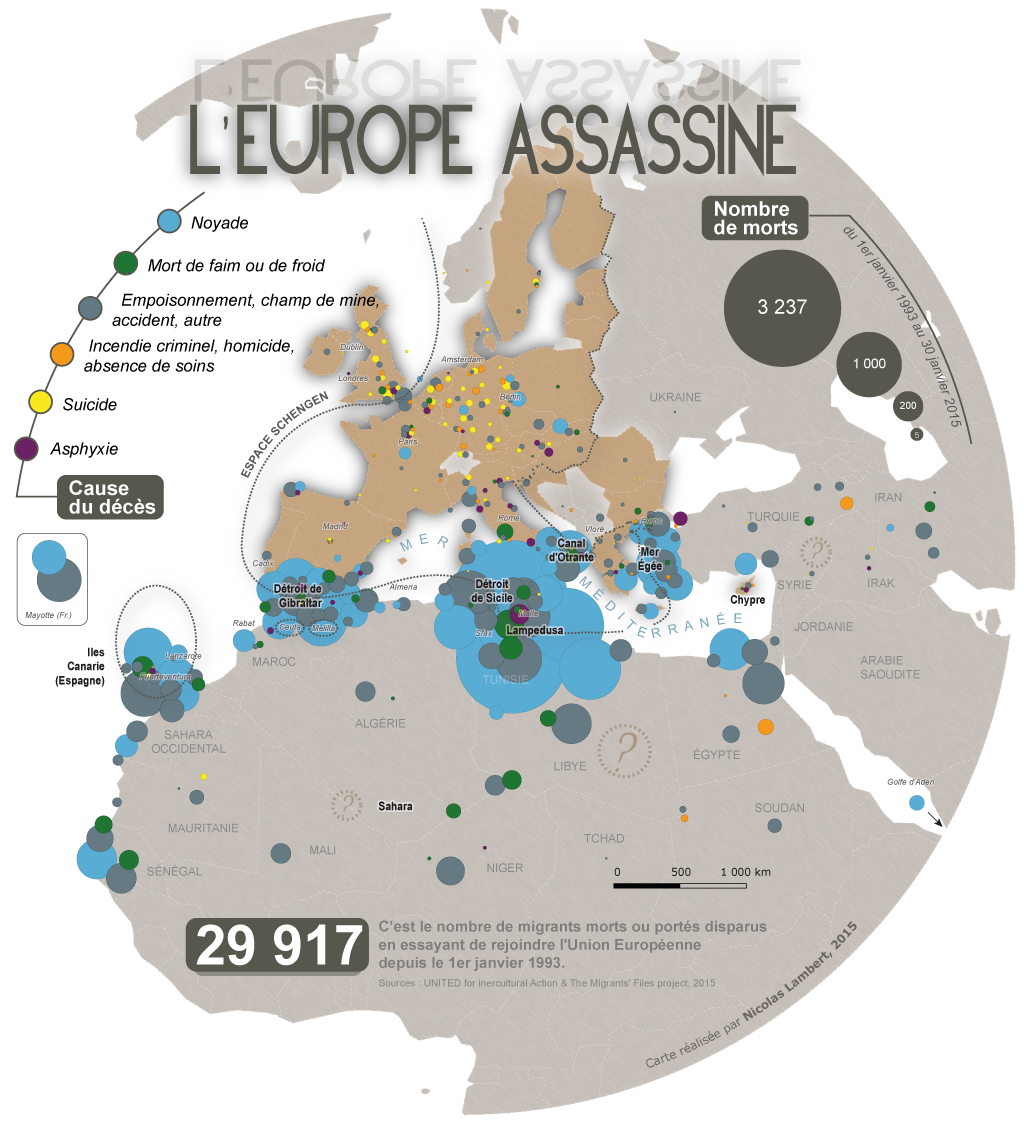 L'EUROPE ASSASSINE
L'EUROPE ASSASSINE
Noyade
Mort de faim ou de froid
Empoisonnement, champ de mine,
accident, autre
Incendie criminel, homicide,
absence de soins
Suicide
Asphyxie
Cause
du décès
Nombre
de morts
du 1er janvier 1993 au 30 janvier 2015
3 237
1 000
200
5
Mayotte (Fr.)
ESPACE SCHENGEN
Dublin
Londres
Amsterdam
Berlin
Paris
UKRAINE
Madrid
Rome
Vloré
Evros
MER
MÉDITERRANÉE
Canal
d'Otrante
Mer
Égée
TURQUIE
IRAN
Cadix
Détroit de
Gibraltar
Almeria
Détroit
de Sicile
Malte
Lampedusa
Sfax
Chypre
SYRIE
IRAK
JORDANIE
Rabat
Ceuta
Melilla
MAROC
Iles
Canarie
(Espagne)
Lanzarote
Fuerteventura
TUNISIE
ARABIE
SAOUDITE
ALGÉRIE
SAHARA
OCCIDENTAL
?
LIBYE
?
ÉGYPTE
?
Golfe d'Aden
Sahara
MAURITANIE
SOUDAN
TCHAD
MALI
NIGER
SÉNÉGAL
0 500 1 000 km
29 917
C'est le nombre de migrants morts ou portés disparus
en essayant de rejoindre l'Union Européenne
depuis le 1er janvier 1993.
Sources : UNITED for inercultural Action & The Migrants' Files project, 2015
Carte réalisée par Nicolas Lambert, 2015